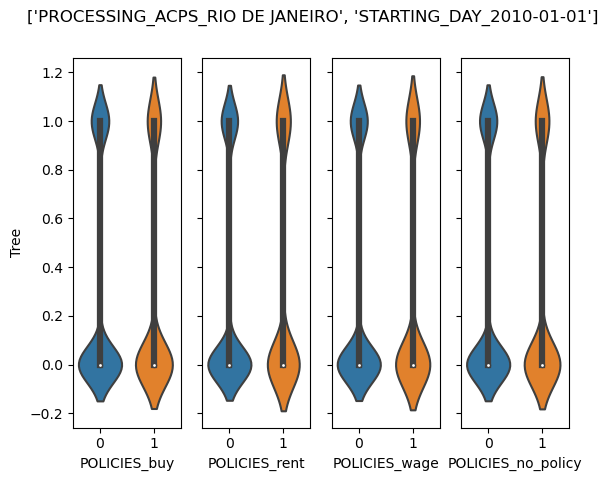 ['PROCESSING_ACPS_RIO DE JANEIRO', 'STARTING_DAY_2010-01-01']
1.2
1.0
0.8
0.6
0.4
0.2
0.0
−0.2
Tree
0 1 0 1 0 1 0 1
POLICIES_buy POLICIES_rent POLICIES_wage POLICIES_no_policy